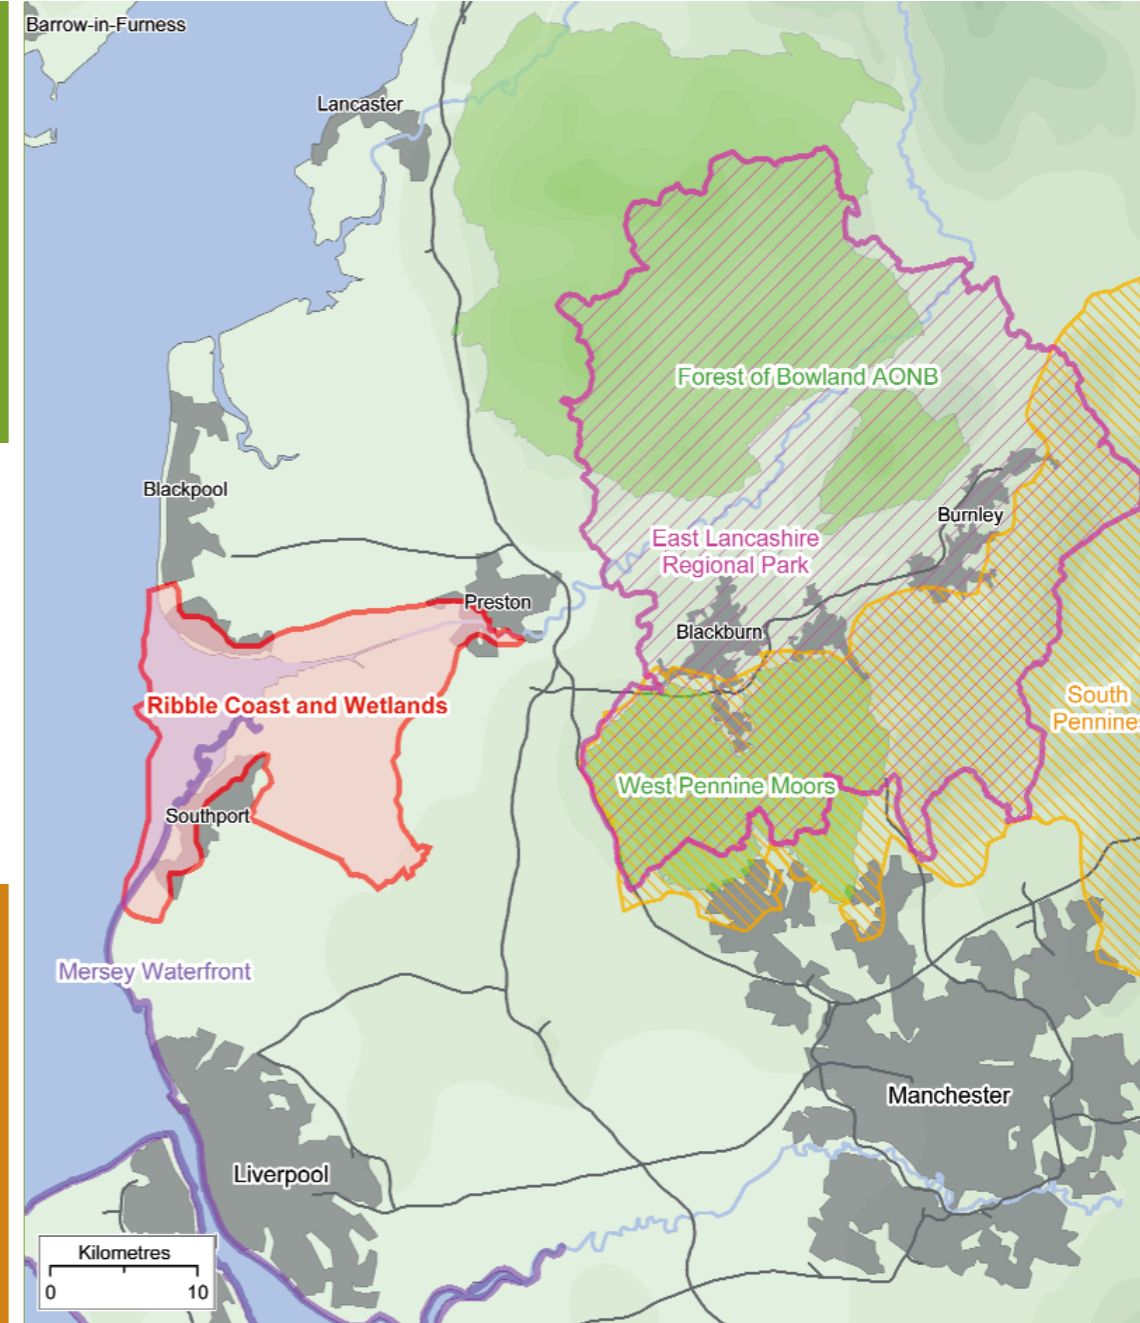 Barrow-in-Furness
Lancaster
Forest of Bowland AONB
Blackpool
Burnley
East Lancashire
Regional Park
Preston
Blackburn
South
Pennines
Ribble Coast and Wetlands
West Pennine Moors
Southport
Mersey Waterfront
Manchester
Liverpool
Kilometres
0 10